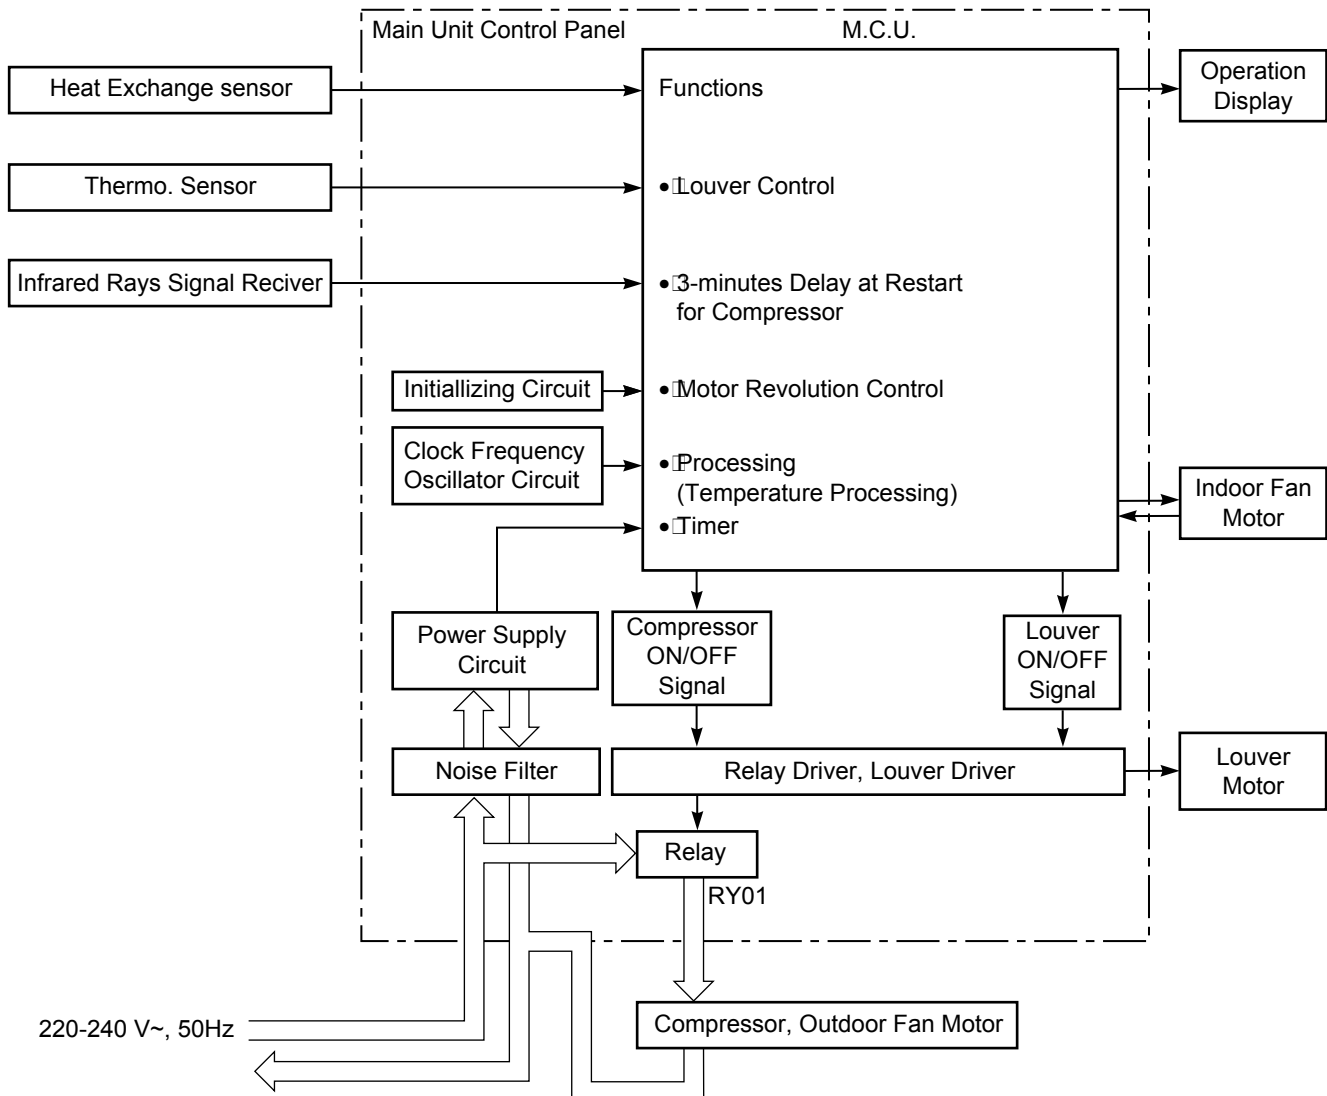 Main Unit Control Panel
M.C.U.
Heat Exchange sensor
Functions
Operation
Display
Thermo. Sensor
• Louver Control
Infrared Rays Signal Reciver
• 3-minutes Delay at Restart
for Compressor
Initiallizing Circuit
• Motor Revolution Control
Clock Frequency
Oscillator Circuit
• Processing
(Temperature Processing)
• Timer
Indoor Fan
Motor
Power Supply
Circuit
Compressor
ON/OFF
Signal
Louver
ON/OFF
Signal
Noise Filter
Relay Driver, Louver Driver
Louver
Motor
Relay
RY01
220-240 V~, 50Hz
Compressor, Outdoor Fan Motor